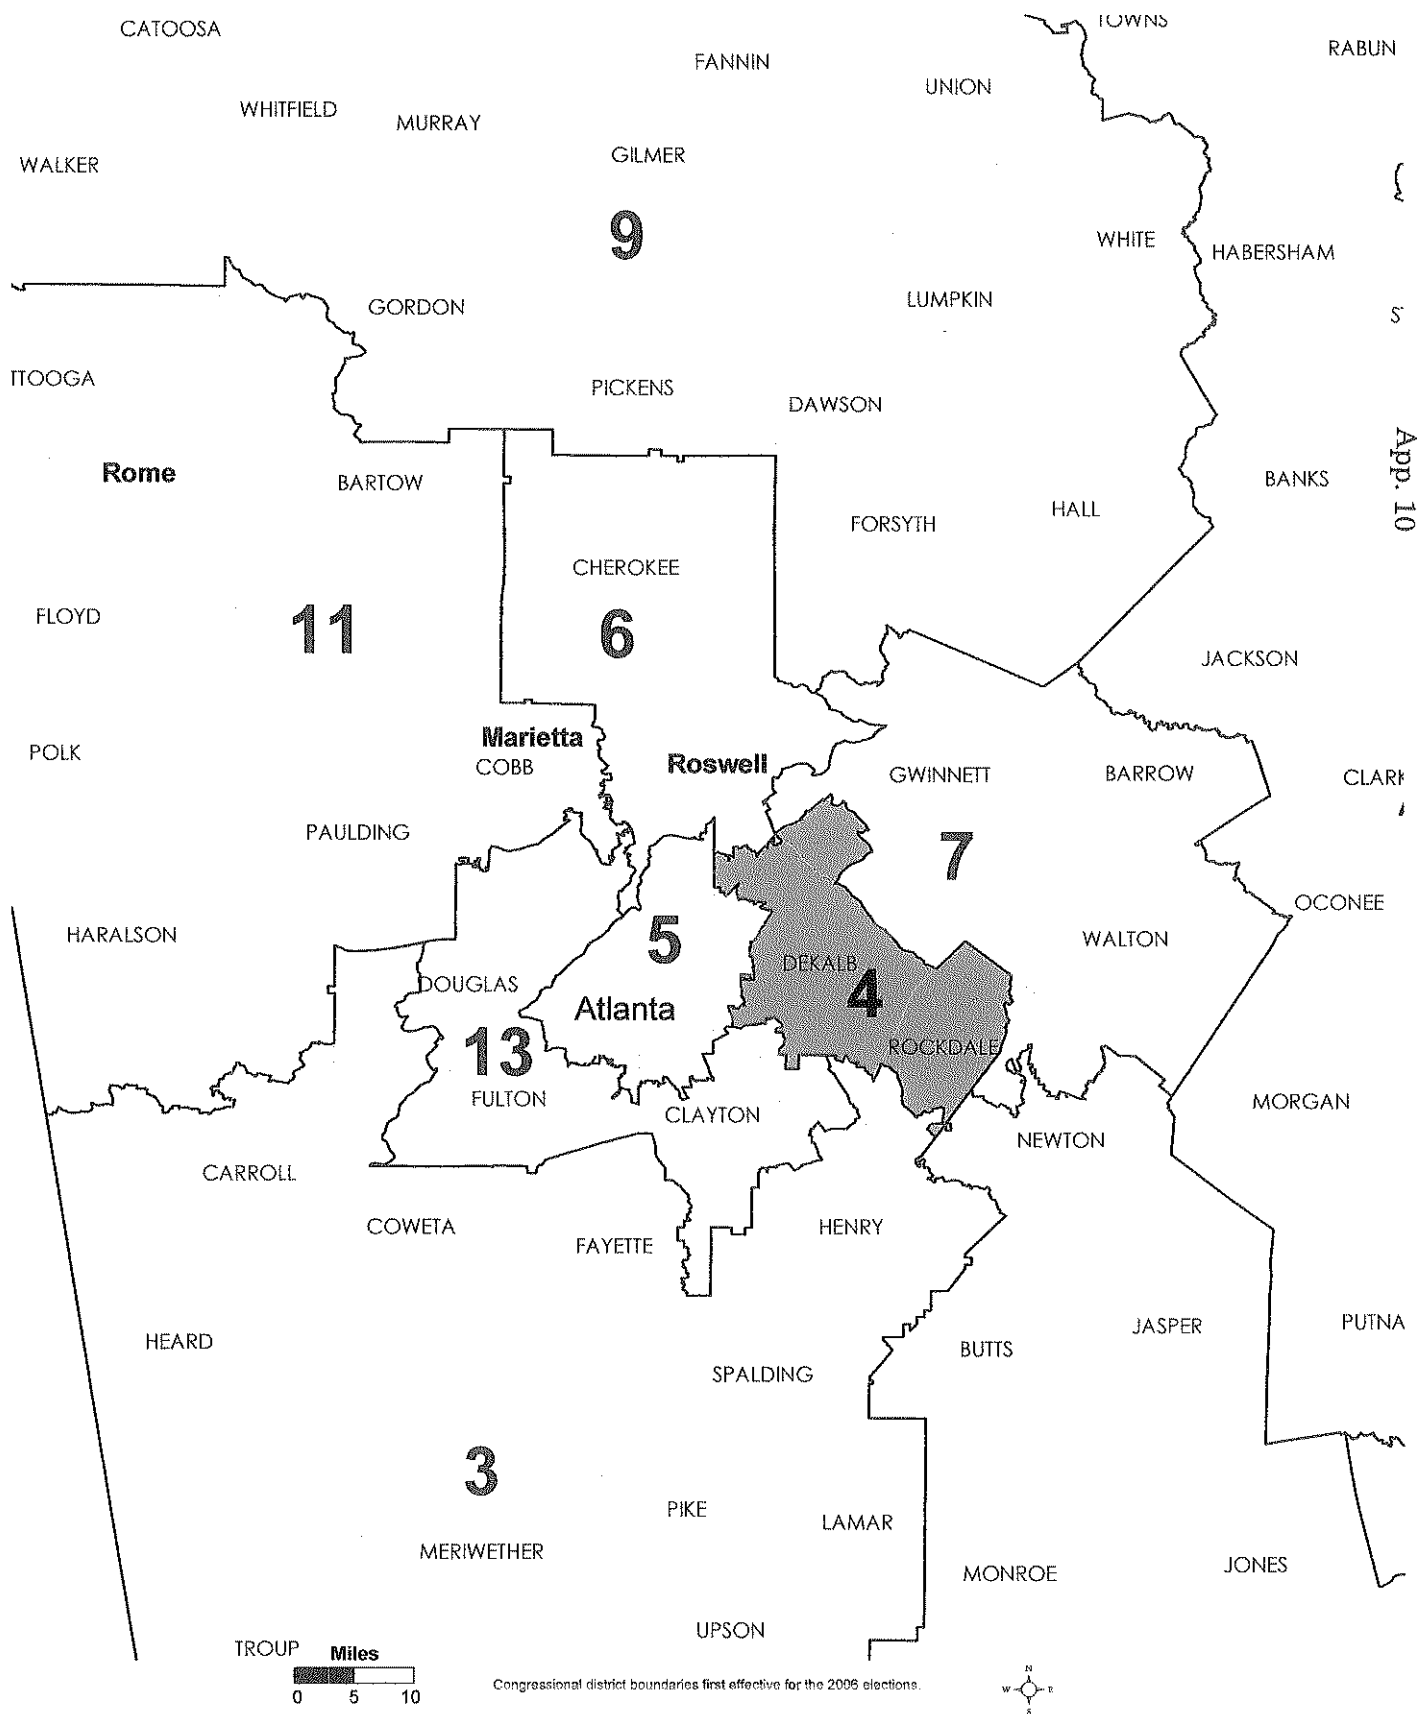 CATOOSA
TOWNS
RABUN
FANNIN
UNION
WHITFIELD
MURRAY
WALKER
GILMER
9
WHITE
HABERSHAM
GORDON
LUMPKIN
S
TTOOGA
PICKENS
DAWSON
App. 10
Rome
BARTOW
BANKS
HALL
FORSYTH
CHEROKEE
FLOYD
11
6
JACKSON
POLK
Marietta
COBB
Roswell
GWINNETT
BARROW
CLARK
PAULDING
7
HARALSON
5
OCONEE
WALTON
DEKALB
4
DOUGLAS
Atlanta
13
ROCKDALE
FULTON
CLAYTON
MORGAN
NEWTON
CARROLL
COWETA
FAYETTE
HENRY
HEARD
JASPER
PUTNA
BUTTS
SPALDING
3
PIKE
LAMAR
MERIWETHER
MONROE
JONES
UPSON
TROUP
Miles
0 5 10
Congressional district boundaries first effective for the 2006 elections.
N
W E
S